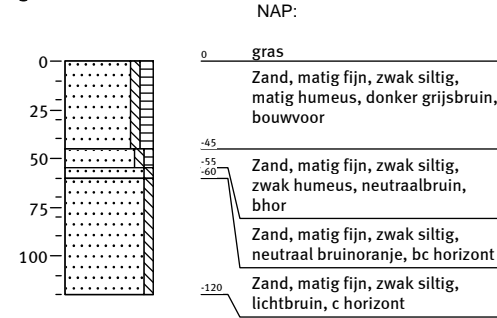 NAP:
0
25
50
75
100
0
gras
Zand, matig fijn, zwak siltig,
matig humeus, donker grijsbruin,
bouwvoor
-45
Zand, matig fijn, zwak siltig,
zwak humeus, neutraalbruin,
bhor
-55
-60
Zand, matig fijn, zwak siltig,
neutraal bruinoranje, bc horizont
Zand, matig fijn, zwak siltig,
lichtbruin, c horizont
-120